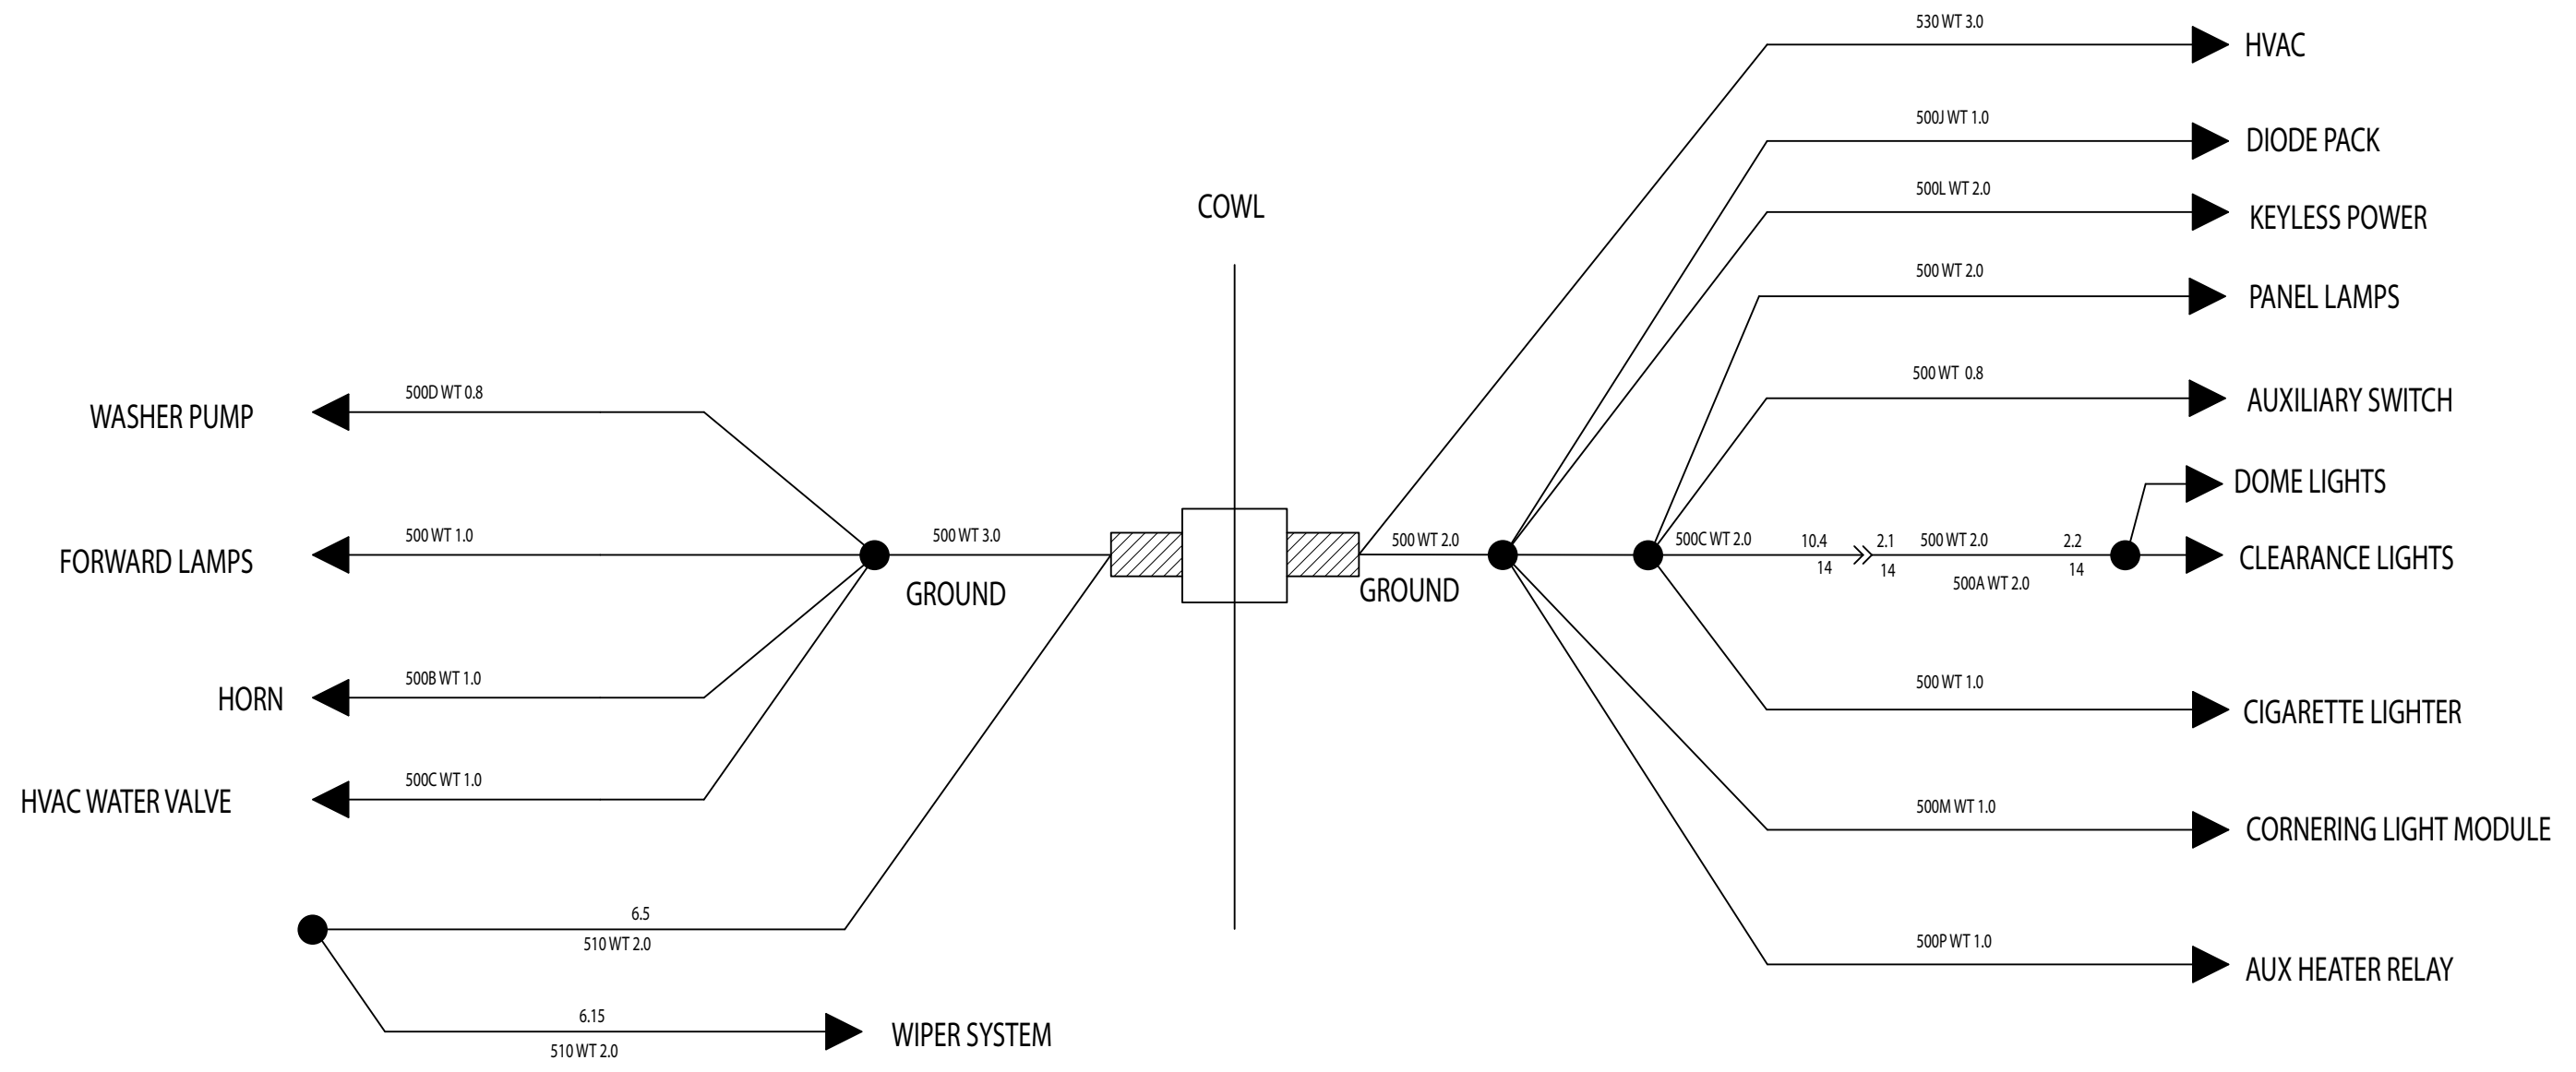 530 WT 3.0
HVAC
500J WT 1.0
DIODE PACK
500L WT 2.0
KEYLESS POWER
COWL
500 WT 2.0
PANEL LAMPS
500D WT 0.8
WASHER PUMP
500 WT 0.8
AUXILIARY SWITCH
DOME LIGHTS
500 WT 1.0
FORWARD LAMPS
500 WT 3.0
GROUND
500 WT 2.0
GROUND
500C WT 2.0
10.4
14
2.1
14
500 WT 2.0
500A WT 2.0
2.2
14
CLEARANCE LIGHTS
500B WT 1.0
HORN
500 WT 1.0
CIGARETTE LIGHTER
500C WT 1.0
HVAC WATER VALVE
500M WT 1.0
CORNERING LIGHT MODULE
6.5
510 WT 2.0
500P WT 1.0
AUX HEATER RELAY
6.15
510 WT 2.0
WIPER SYSTEM